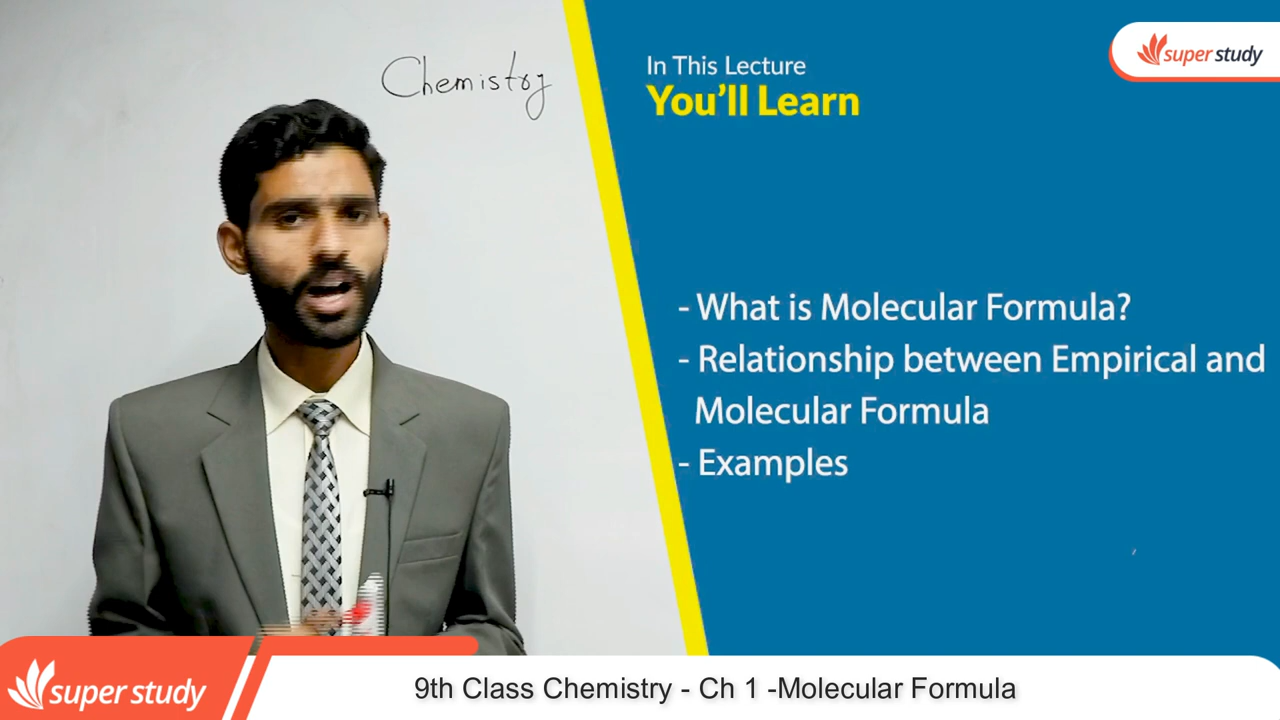 Chemistry
In This Lecture
You'll Learn
super study
- What is Molecular Formula?
- Relationship between Empirical and
Molecular Formula
- Examples
super study
9th Class Chemistry - Ch 1 -Molecular Formula